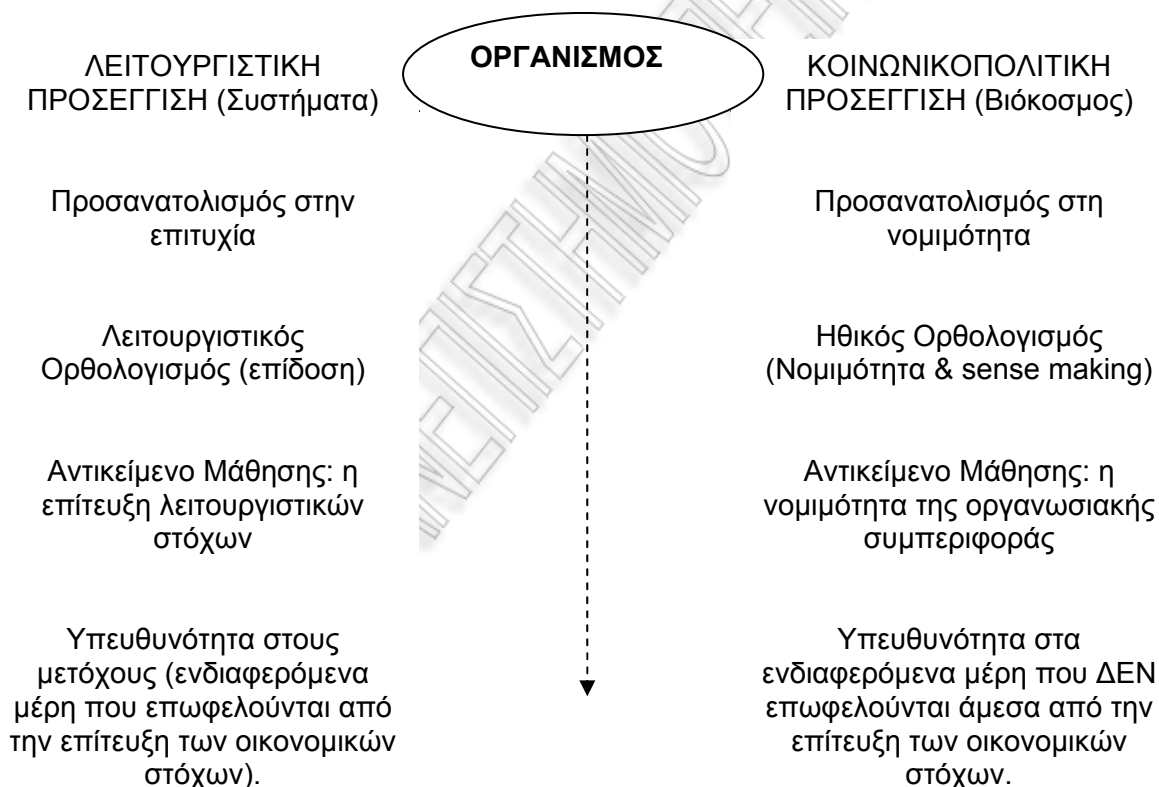 ΟΡΓΑΝΙΣΜΟΣ
ΛΕΙΤΟΥΡΓΙΣΤΙΚΗ
ΠΡΟΣΕΓΓΙΣΗ (Συστήματα)
Προσανατολισμός στην
επιτυχία
Λειτουργιστικός
Ορθολογισμός (επίδοση)
Αντικείμενο Μάθησης: η
επίτευξη λειτουργιστικών
στόχων
Υπευθυνότητα στους
μετόχους (ενδιαφερόμενα
μέρη που επωφελούνται από
την επίτευξη των οικονομικών
στόχων).
ΚΟΙΝΩΝΙΚΟΠΟΛΙΤΙΚΗ
ΠΡΟΣΕΓΓΙΣΗ (Βιόκοσμος)
Προσανατολισμός στη
νομιμότητα
Ηθικός Ορθολογισμός
(Νομιμότητα & sense making)
Αντικείμενο Μάθησης: η
νομιμότητα της οργανωσιακής
συμπεριφοράς
Υπευθυνότητα στα
ενδιαφερόμενα μέρη που ΔΕΝ
επωφελούνται άμεσα από την
επίτευξη των οικονομικών
στόχων.